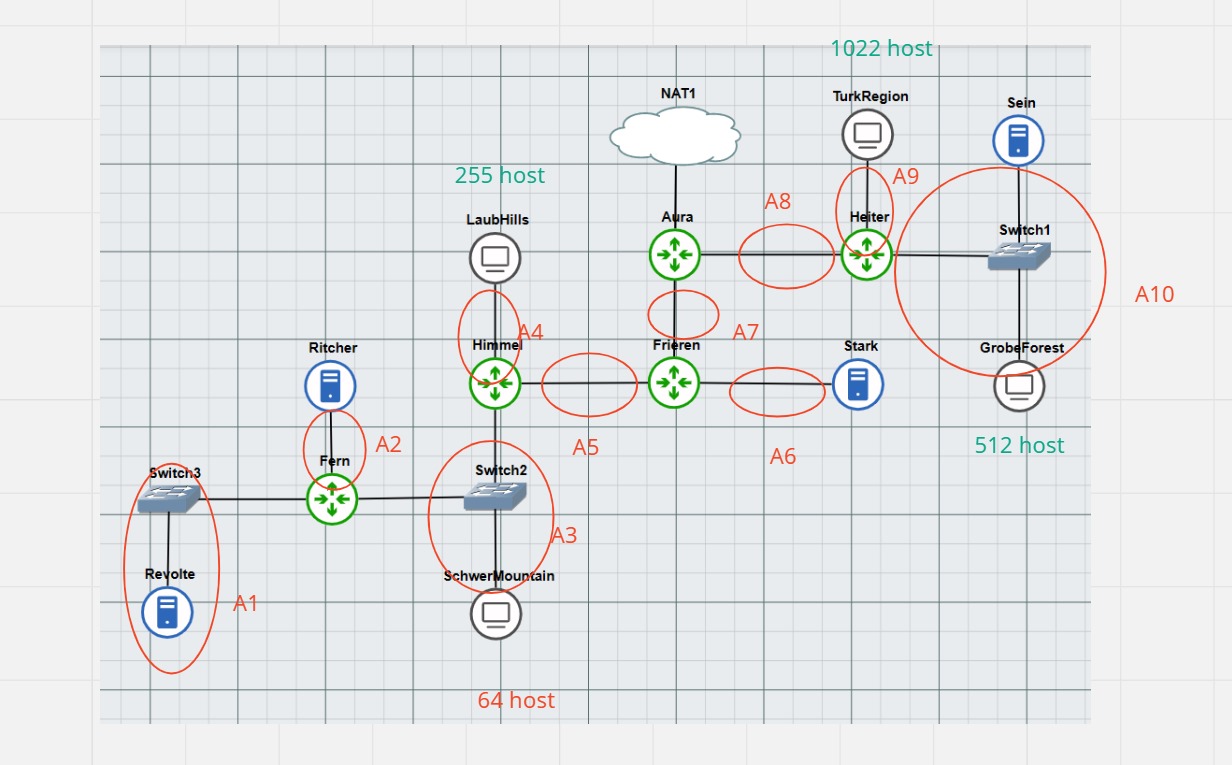 1022 host
NAT1
TurkRegion
Sein
255 host
A9
A8
LaubHills
Aura
Heiter
Switch1
A10
A4
A7
Himmel
Frieren
Stark
GrobeForest
Ritcher
A2
A5
A6
512 host
Fern
Switch3
Switch2
A3
Revolte
SchwerMountain
A1
64 host